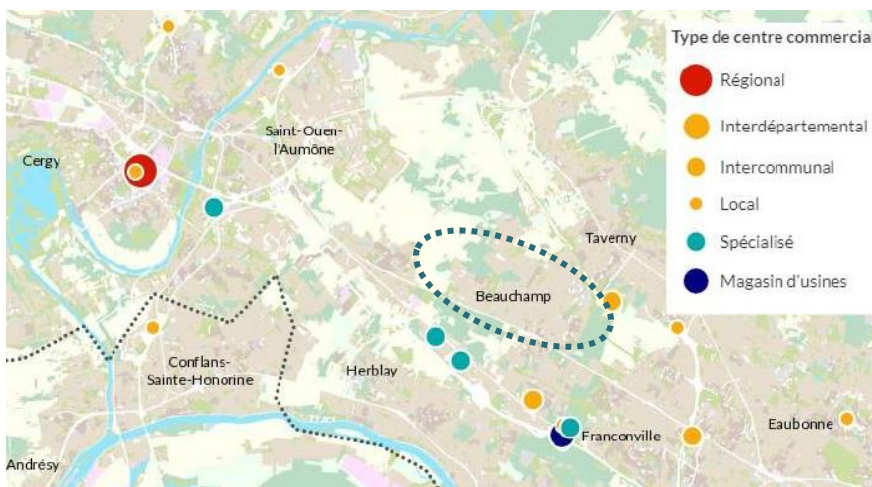 Type de centre commercial
Régional
Interdépartemental
Intercommunal
Local
Spécialisé
Magasin d'usines
Saint-Ouen-
l'Aumône
Cergy
Taverny
Beauchamp
Conflans-
Sainte-Honorine
Herblay
Franconville
Eaubonne
Andrésy